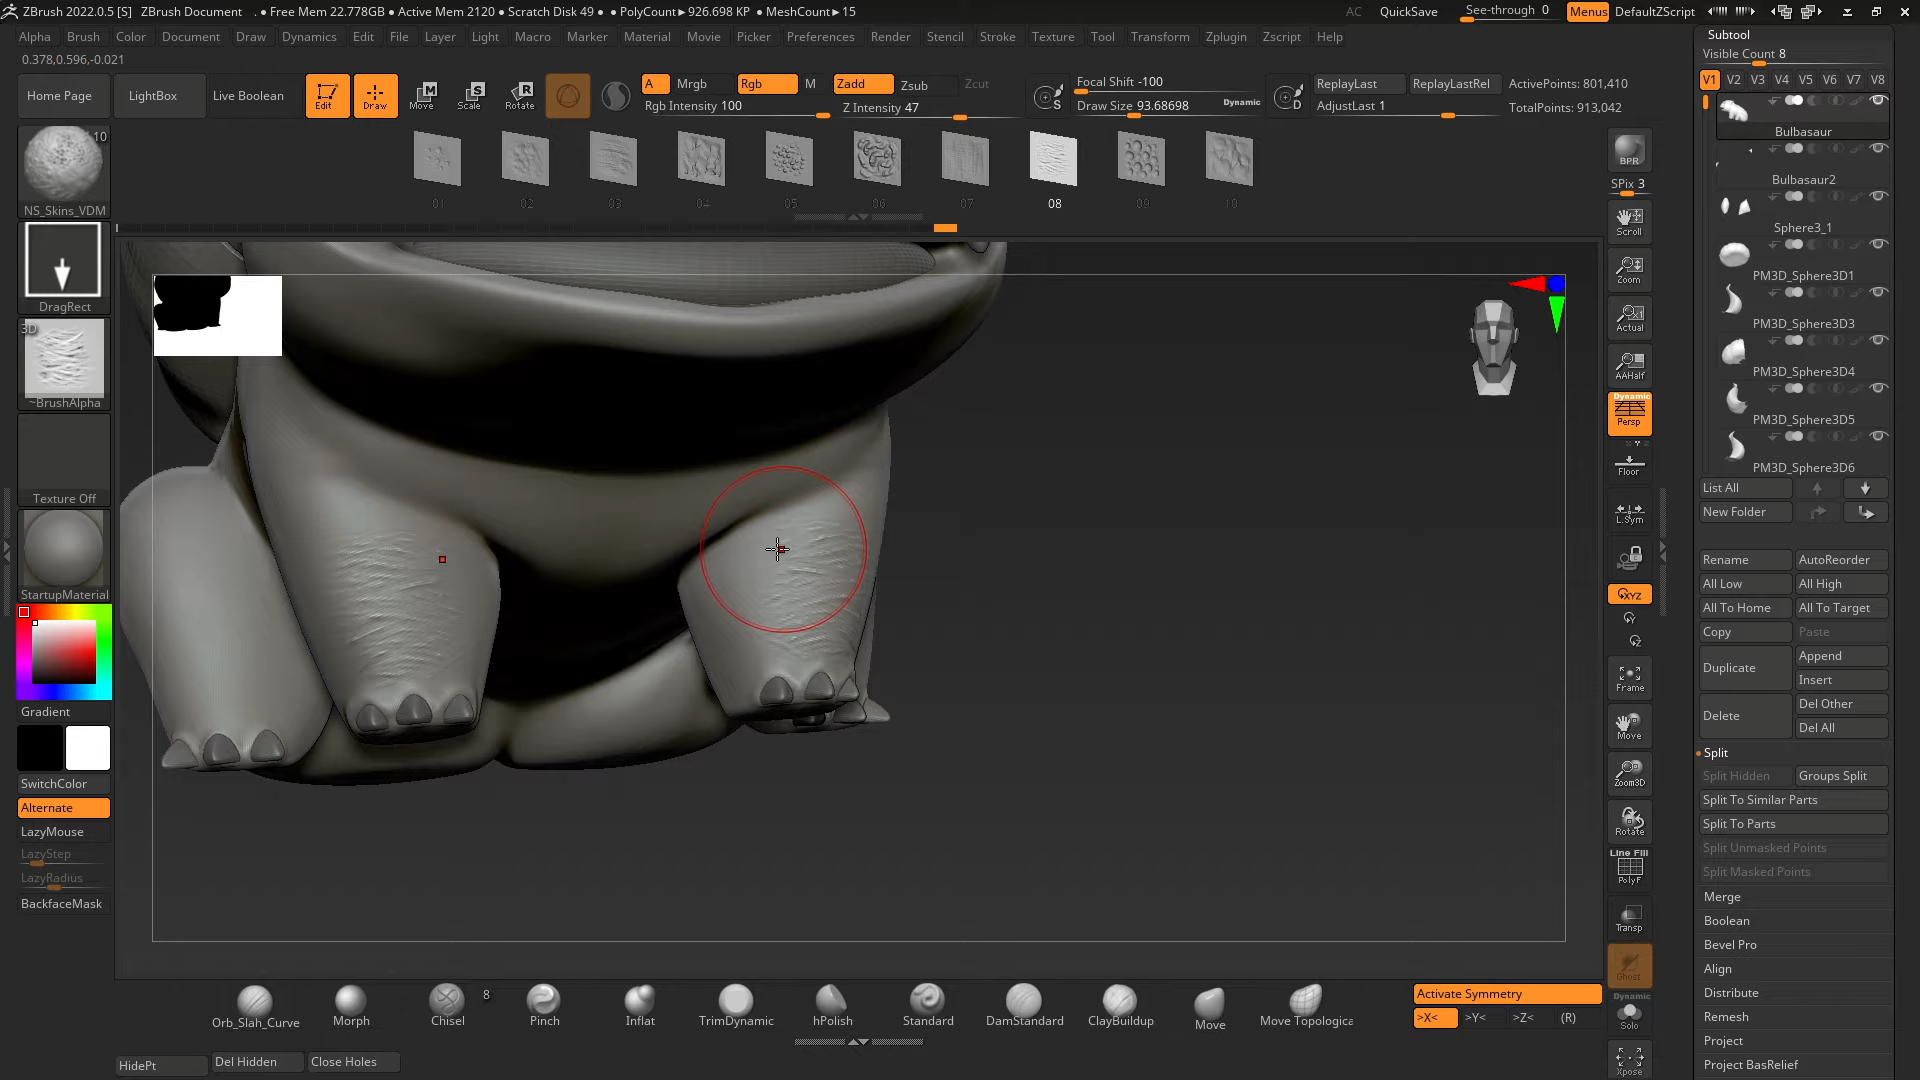 ZBrush 2022.0.5 [S] ZBrush Document . • Free Mem 22.778GB • Active Mem 2120 • Scratch Disk 49 • • PolyCount▸926.698 KP • MeshCount▸15 AC QuickSave See-through 0 Menus DefaultZScript
Alpha Brush Color Document Draw Dynamics Edit File Layer Light Macro Marker Material Movie Picker Preferences Render Stencil Stroke Texture Tool Transform Zplugin Zscript Help
0.378,0.596,-0.021
Home Page LightBox Live Boolean Edit Draw Move Scale Rotate
A Mrgb Rgb M Zadd Zsub Zcut
Rgb Intensity 100 Z Intensity 47
Focal Shift -100
Draw Size 93.68698 Dynamic
ReplayLast ReplayLastRel
AdjustLast 1
ActivePoints: 801,410
TotalPoints: 913,042
10
NS_Skins_VDM
01 02 03 04 05 06 07 08 09 10
DragRect
3D
~BrushAlpha
Texture Off
StartupMaterial
Gradient
SwitchColor
Alternate
LazyMouse
LazyStep
LazyRadius
BackfaceMask
BPR
SPix 3
Scroll
Zoom
Actual
AAHalf
Dynamic
Persp
Floor
L.Sym
XYZ
Y
Z
Frame
Move
Zoom3D
Rotate
Line Fill
PolyF
Transp
Ghost
Dynamic
Solo
Xpose
Subtool
Visible Count 8
V1 V2 V3 V4 V5 V6 V7 V8
Bulbasaur
Bulbasaur2
Sphere3_1
PM3D_Sphere3D1
PM3D_Sphere3D3
PM3D_Sphere3D4
PM3D_Sphere3D5
PM3D_Sphere3D6
List All
New Folder
Rename AutoReorder
All Low All High
All To Home All To Target
Copy Paste
Duplicate Append
Insert
Delete Del Other
Del All
Split
Split Hidden Groups Split
Split To Similar Parts
Split To Parts
Split Unmasked Points
Split Masked Points
Merge
Boolean
Bevel Pro
Align
Distribute
Remesh
Project
Project BasRelief
8
Orb_Slah_Curve Morph Chisel Pinch Inflat TrimDynamic hPolish Standard DamStandard ClayBuildup Move Move Topologica
Activate Symmetry
>X< >Y< >Z< (R)
HidePt Del Hidden Close Holes